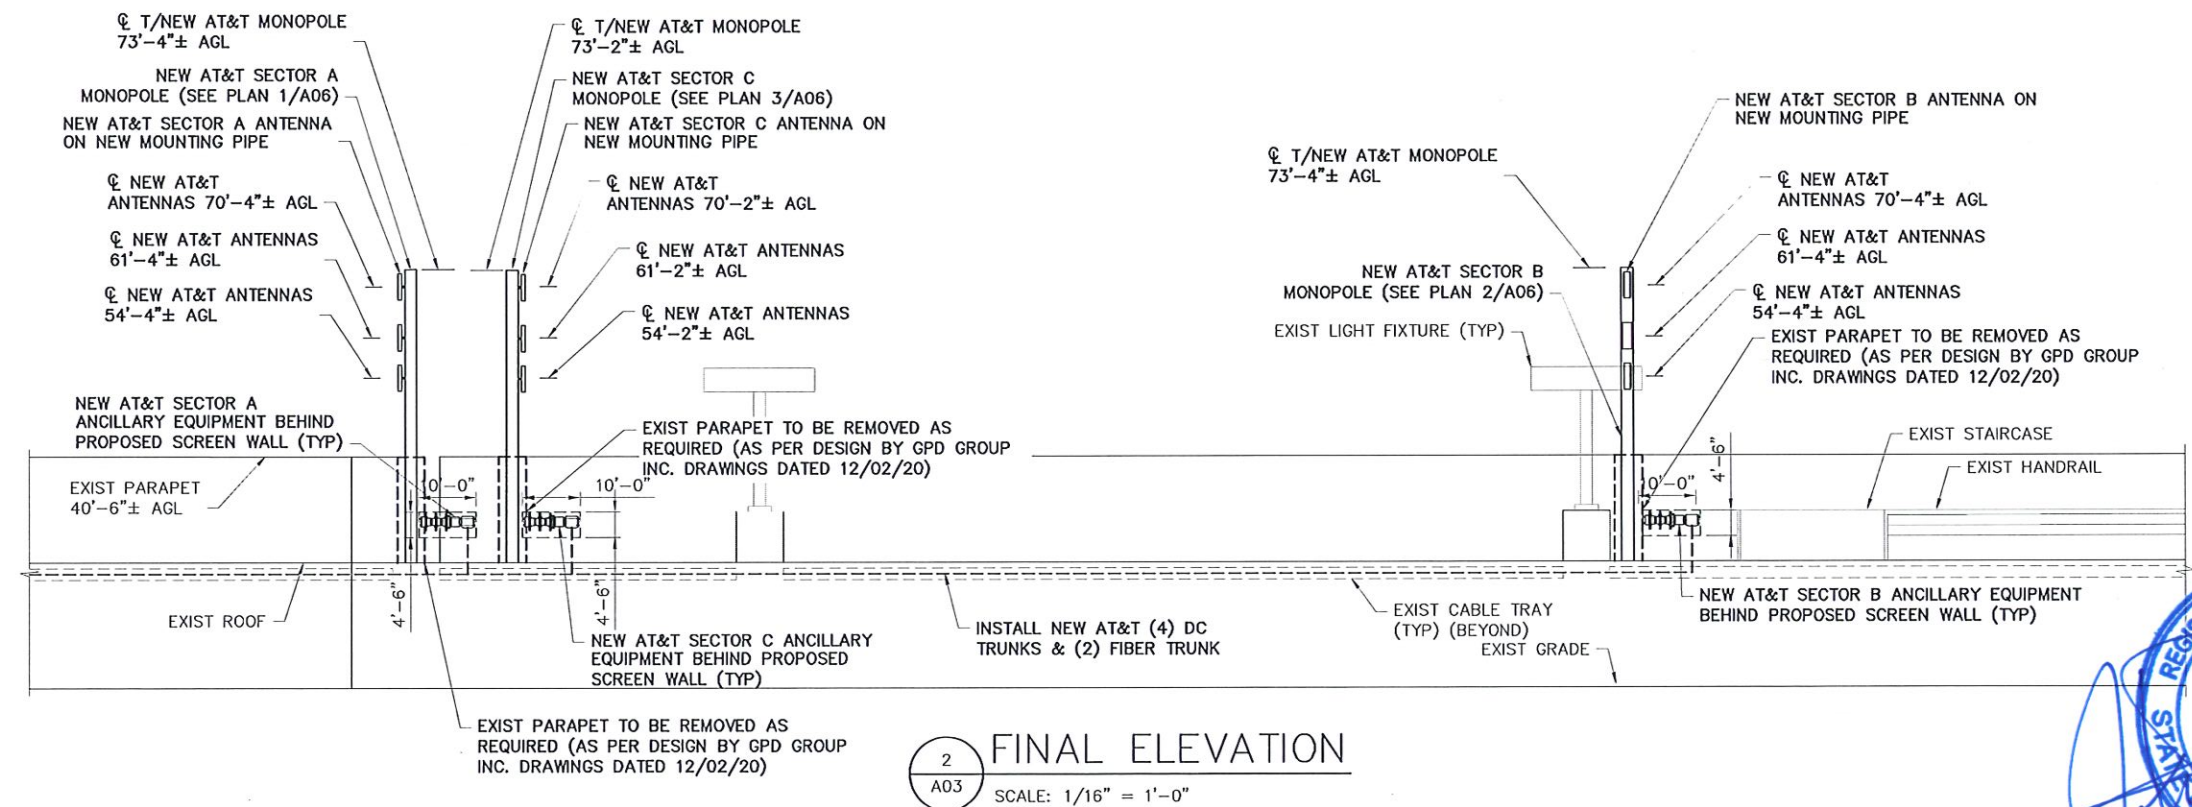 ℄ T/NEW AT&T MONOPOLE
73'-4"± AGL
NEW AT&T SECTOR A
MONOPOLE (SEE PLAN 1/A06)
NEW AT&T SECTOR A ANTENNA
ON NEW MOUNTING PIPE
℄ NEW AT&T
ANTENNAS 70'-4"± AGL
℄ NEW AT&T ANTENNAS
61'-4"± AGL
℄ NEW AT&T ANTENNAS
54'-4"± AGL
NEW AT&T SECTOR A
ANCILLARY EQUIPMENT BEHIND
PROPOSED SCREEN WALL (TYP)
EXIST PARAPET
40'-6"± AGL
EXIST ROOF
℄ T/NEW AT&T MONOPOLE
73'-2"± AGL
NEW AT&T SECTOR C
MONOPOLE (SEE PLAN 3/A06)
NEW AT&T SECTOR C ANTENNA ON
NEW MOUNTING PIPE
℄ NEW AT&T
ANTENNAS 70'-2"± AGL
℄ NEW AT&T ANTENNAS
61'-2"± AGL
℄ NEW AT&T ANTENNAS
54'-2"± AGL
EXIST PARAPET TO BE REMOVED AS
REQUIRED (AS PER DESIGN BY GPD GROUP
INC. DRAWINGS DATED 12/02/20)
10'-0"
10'-0"
4'-6"
4'-6"
NEW AT&T SECTOR C ANCILLARY
EQUIPMENT BEHIND PROPOSED
SCREEN WALL (TYP)
EXIST PARAPET TO BE REMOVED AS
REQUIRED (AS PER DESIGN BY GPD GROUP
INC. DRAWINGS DATED 12/02/20)
INSTALL NEW AT&T (4) DC
TRUNKS & (2) FIBER TRUNK
℄ T/NEW AT&T MONOPOLE
73'-4"± AGL
NEW AT&T SECTOR B
MONOPOLE (SEE PLAN 2/A06)
EXIST LIGHT FIXTURE (TYP)
NEW AT&T SECTOR B ANTENNA ON
NEW MOUNTING PIPE
℄ NEW AT&T
ANTENNAS 70'-4"± AGL
℄ NEW AT&T ANTENNAS
61'-4"± AGL
℄ NEW AT&T ANTENNAS
54'-4"± AGL
EXIST PARAPET TO BE REMOVED AS
REQUIRED (AS PER DESIGN BY GPD GROUP
INC. DRAWINGS DATED 12/02/20)
10'-0"
4'-6"
EXIST STAIRCASE
EXIST HANDRAIL
NEW AT&T SECTOR B ANCILLARY EQUIPMENT
BEHIND PROPOSED SCREEN WALL (TYP)
EXIST CABLE TRAY
(TYP) (BEYOND)
EXIST GRADE
2
A03
FINAL ELEVATION
SCALE: 1/16" = 1'-0"